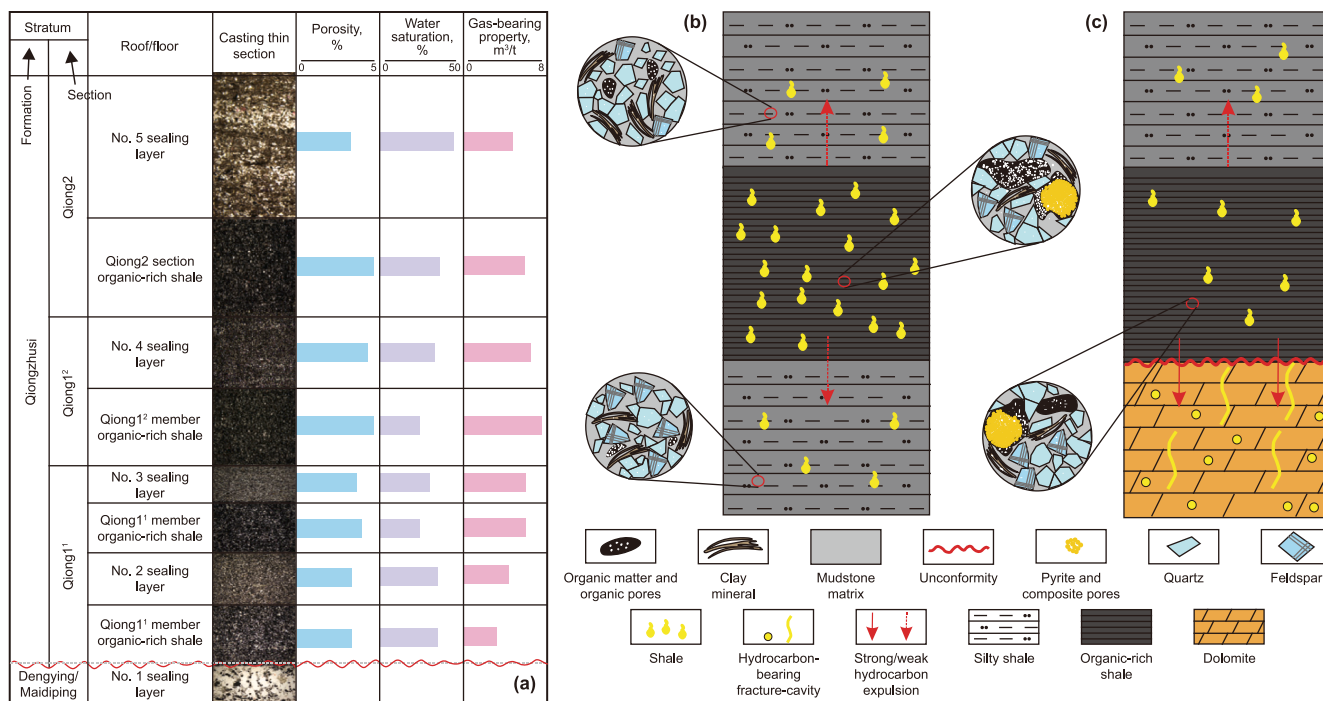 Stratum
Formation
Section
Roof/floor
Casting thin
section
Porosity,
%
0 5
Water
saturation,
%
0 50
Gas-bearing
property,
m³/t
0 8
Qiongzhusi
Qiong2
No. 5 sealing
layer
Qiong2 section
organic-rich shale
Qiong1²
No. 4 sealing
layer
Qiong1² member
organic-rich shale
Qiong1¹
No. 3 sealing
layer
Qiong1¹ member
organic-rich shale
No. 2 sealing
layer
Qiong1¹ member
organic-rich shale
Dengying/
Maidiping
No. 1 sealing
layer
(a)
(b)
(c)
Organic matter and
organic pores
Clay
mineral
Mudstone
matrix
Unconformity
Pyrite and
composite pores
Quartz
Feldspar
Shale
Hydrocarbon-
bearing
fracture-cavity
Strong/weak
hydrocarbon
expulsion
Silty shale
Organic-rich
shale
Dolomite